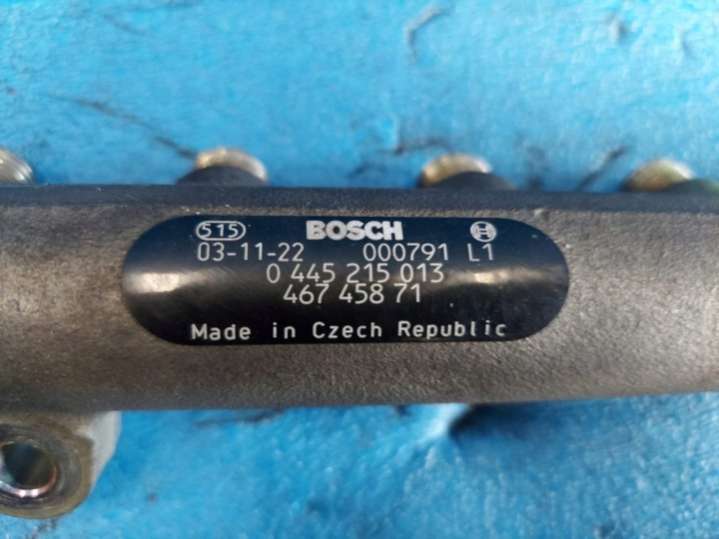 515 BOSCH
03-11-22 000791 L1
0 445 215 013
467 458 71
Made in Czech Republic